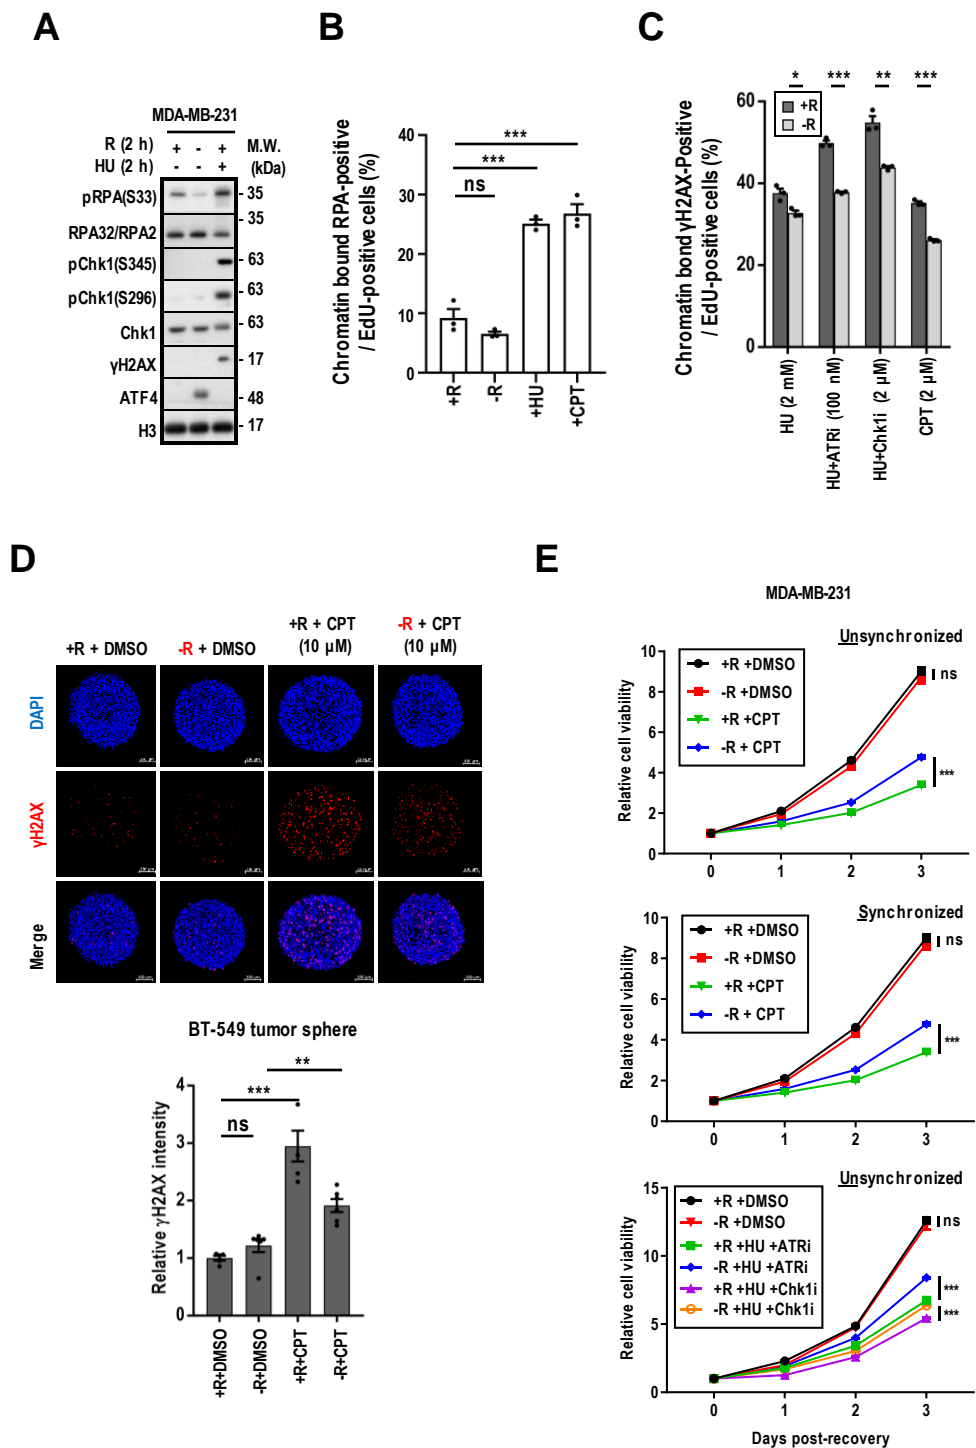 A
MDA-MB-231
R (2 h) + - + M.W.
HU (2 h) - - + (kDa)
pRPA(S33) - 35
- 35
RPA32/RPA2
pChk1(S345) - 63
pChk1(S296) - 63
Chk1 - 63
γH2AX - 17
ATF4 - 48
H3 - 17
B
Chromatin bound RPA-positive
/ EdU-positive cells (%)
40
30
20
10
0
***
***
ns
+R
-R
+HU
+CPT
C
Chromatin bond γH2AX-Positive
/ EdU-positive cells (%)
60
40
20
0
* *** ** ***
+R
-R
HU (2 mM)
HU+ATRi (100 nM)
HU+Chk1i (2 μM)
CPT (2 μM)
D
+R + DMSO
-R + DMSO
+R + CPT
(10 μM)
-R + CPT
(10 μM)
DAPI
γH2AX
Merge
BT-549 tumor sphere
Relative γH2AX intensity
4
3
2
1
0
**
***
ns
+R+DMSO
-R+DMSO
+R+CPT
-R+CPT
E
MDA-MB-231
Unsynchronized
Relative cell viability
10
8
6
4
2
0
+R +DMSO
-R +DMSO
+R +CPT
-R + CPT
ns
***
0 1 2 3
Synchronized
Relative cell viability
10
8
6
4
2
0
+R +DMSO
-R +DMSO
+R +CPT
-R + CPT
ns
***
0 1 2 3
Unsynchronized
Relative cell viability
15
10
5
0
+R +DMSO
-R +DMSO
+R +HU +ATRi
-R +HU +ATRi
+R +HU +Chk1i
-R +HU +Chk1i
ns
***
***
0 1 2 3
Days post-recovery